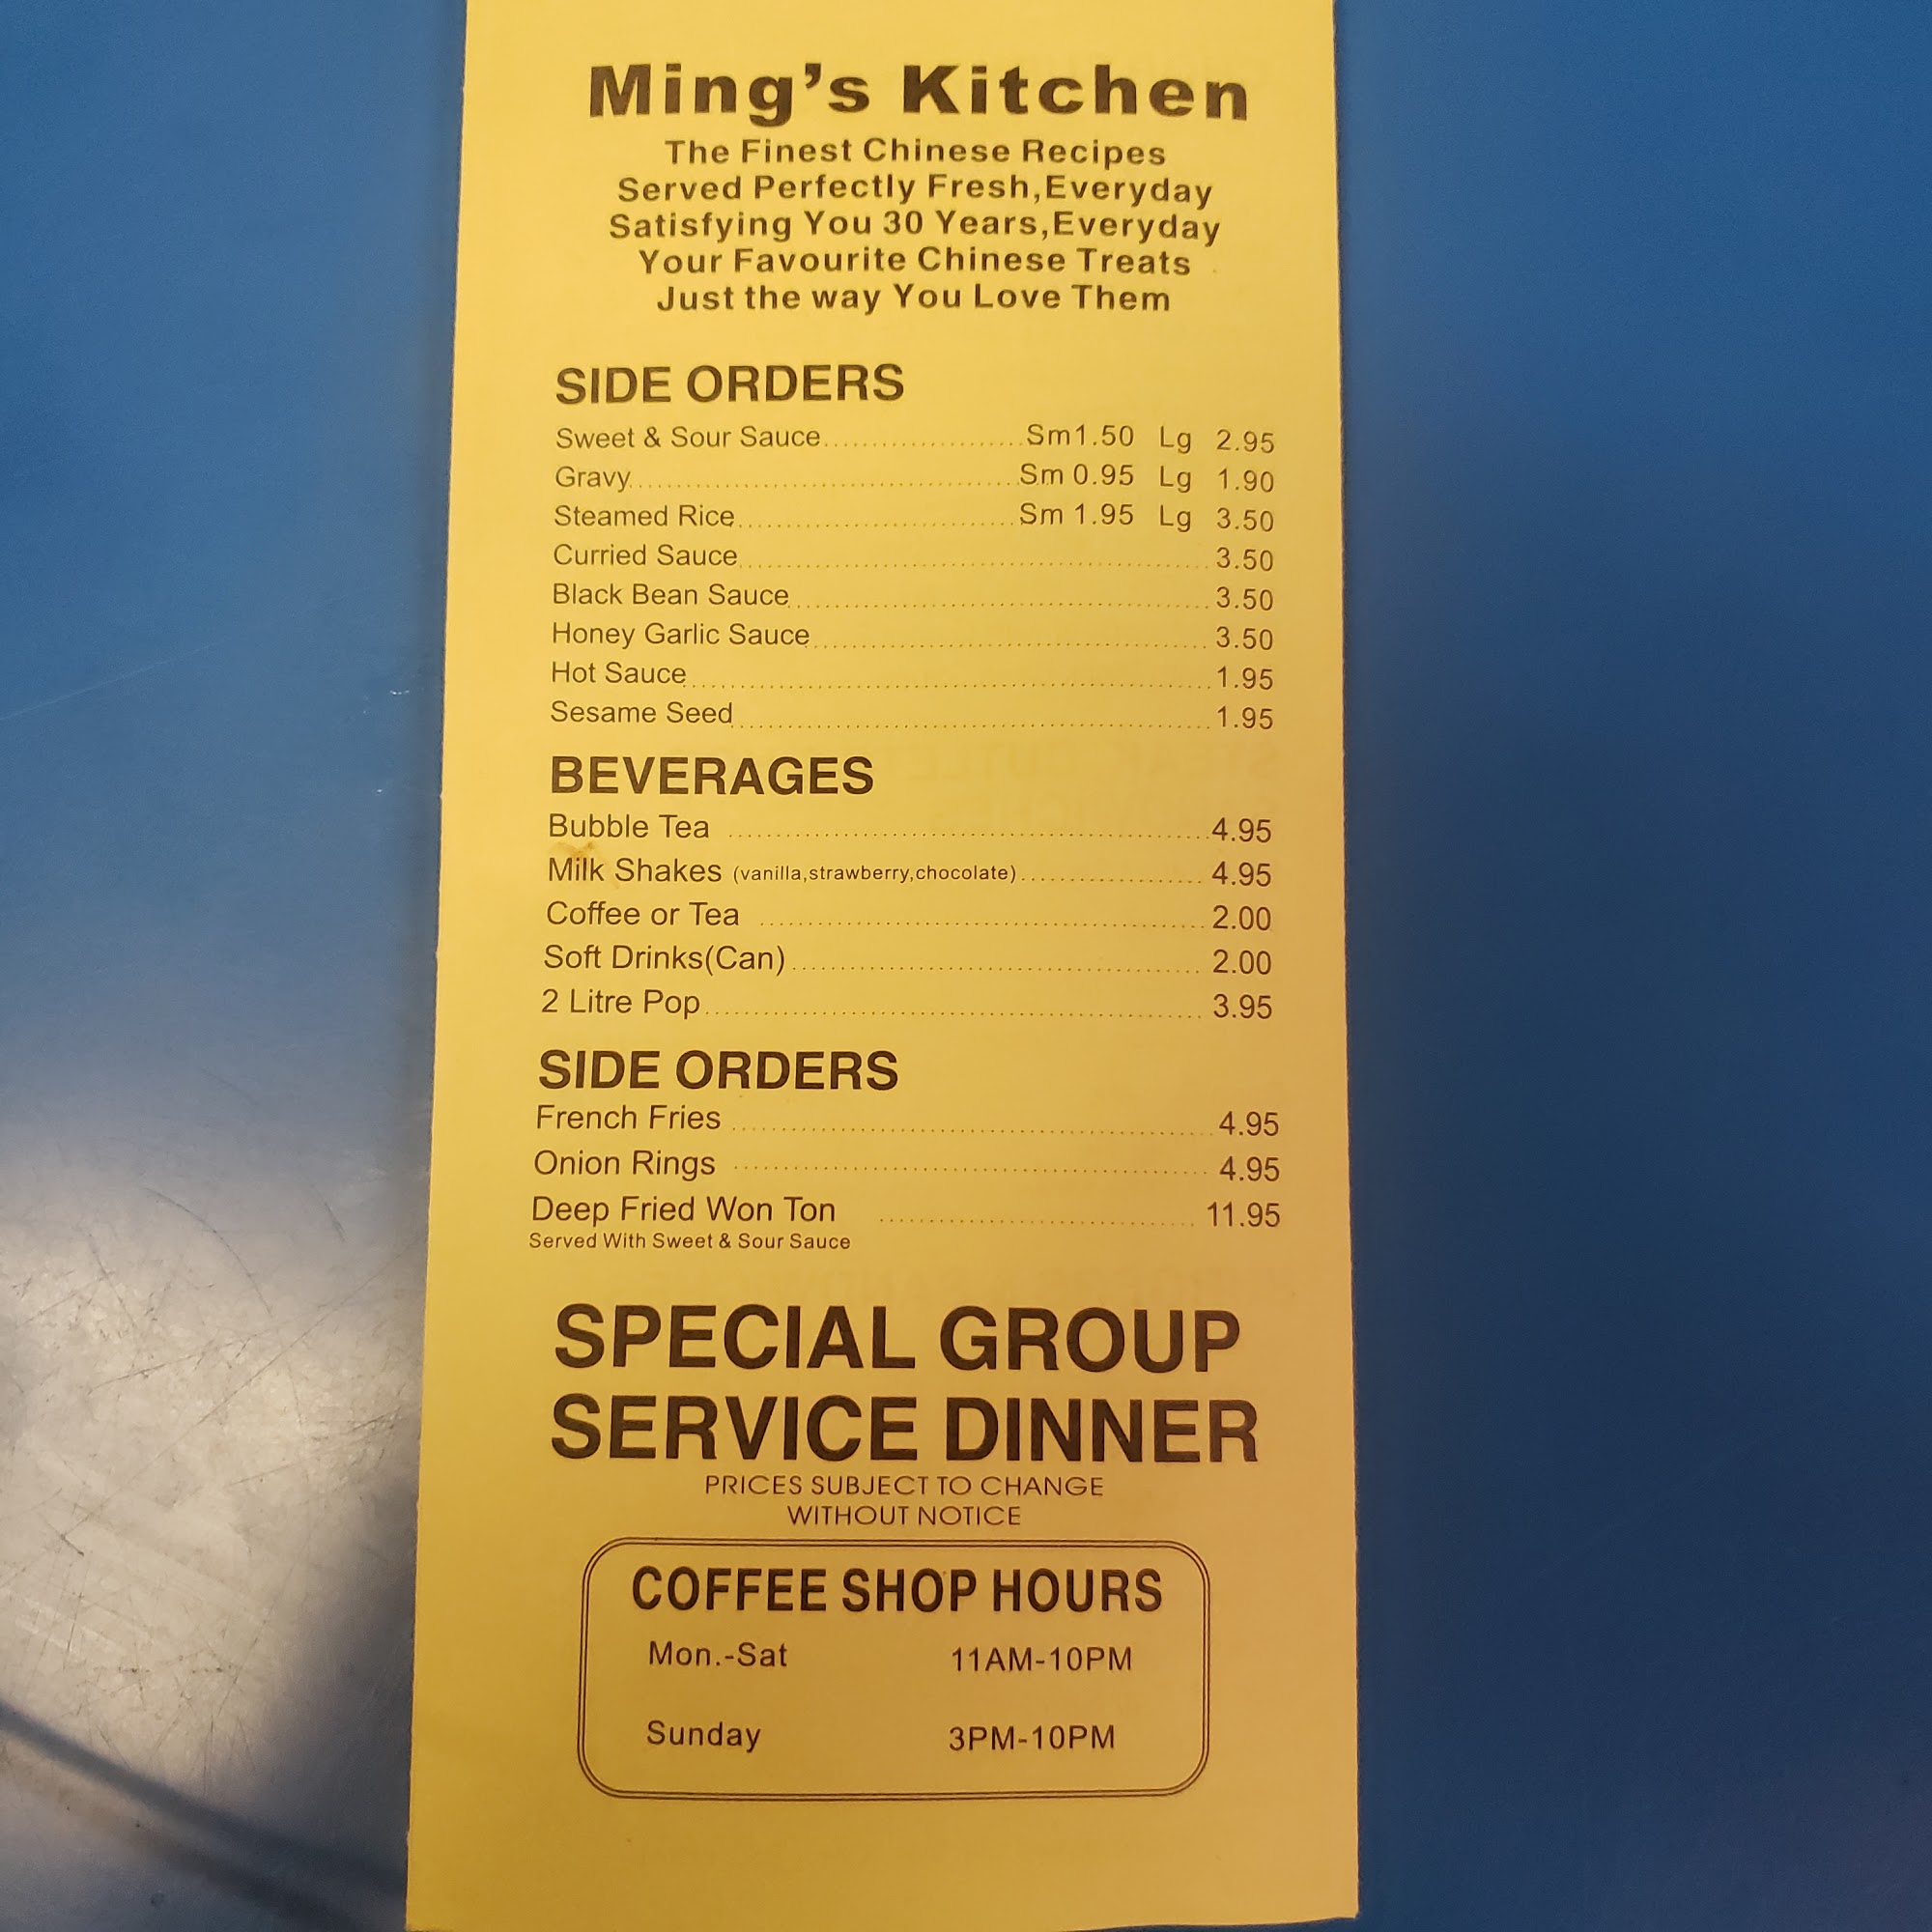 Ming's Kitchen
The Finest Chinese Recipes
Served Perfectly Fresh,Everyday
Satisfying You 30 Years,Everyday
Your Favourite Chinese Treats
Just the way You Love Them
SIDE ORDERS
Sweet & Sour Sauce.....................Sm1.50 Lg 2.95
Gravy.......................................Sm 0.95 Lg 1.90
Steamed Rice............................Sm 1.95 Lg 3.50
Curried Sauce................................................3.50
Black Bean Sauce...........................................3.50
Honey Garlic Sauce.........................................3.50
Hot Sauce......................................................1.95
Sesame Seed.................................................1.95
BEVERAGES
Bubble Tea ..................................................4.95
Milk Shakes (vanilla,strawberry,chocolate)...................4.95
Coffee or Tea ..............................................2.00
Soft Drinks(Can)...........................................2.00
2 Litre Pop....................................................3.95
SIDE ORDERS
French Fries .................................................4.95
Onion Rings .................................................4.95
Deep Fried Won Ton .................................11.95
Served With Sweet & Sour Sauce
SPECIAL GROUP
SERVICE DINNER
PRICES SUBJECT TO CHANGE
WITHOUT NOTICE
COFFEE SHOP HOURS
Mon.-Sat 11AM-10PM
Sunday 3PM-10PM